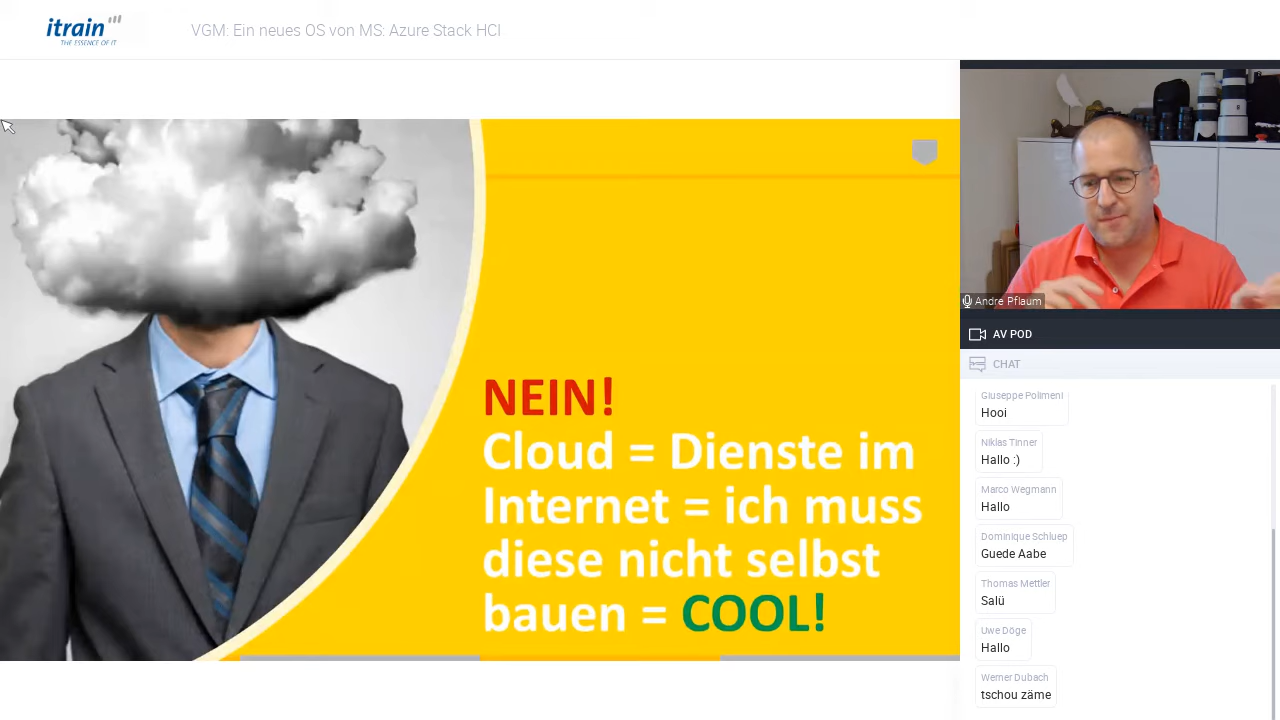 itrain
THE ESSENCE OF IT
VGM: Ein neues OS von MS: Azure Stack HCI
NEIN!
Cloud = Dienste im
Internet = ich muss
diese nicht selbst
bauen = COOL!
Andre Pflaum
AV POD
CHAT
Giuseppe Polimeni
Hooi
Niklas Tinner
Hallo :)
Marco Wegmann
Hallo
Dominique Schluep
Guede Aabe
Thomas Mettler
Salü
Uwe Döge
Hallo
Werner Dubach
tschou zäme